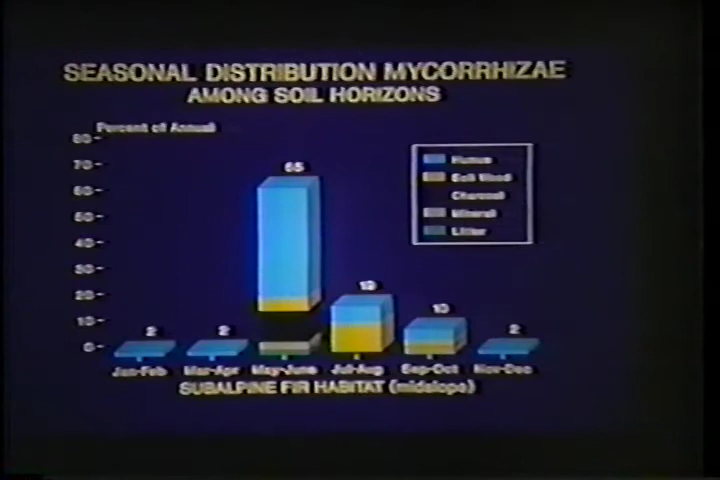 SEASONAL DISTRIBUTION MYCORRHIZAE
AMONG SOIL HORIZONS
Percent of Annual
80
70
60
50
40
30
20
10
0
65
19
10
2
2
2
Humus
Soil Wood
Charcoal
Mineral
Litter
Jan-Feb Mar-Apr May-June Jul-Aug Sep-Oct Nov-Dec
SUBALPINE FIR HABITAT (midslope)